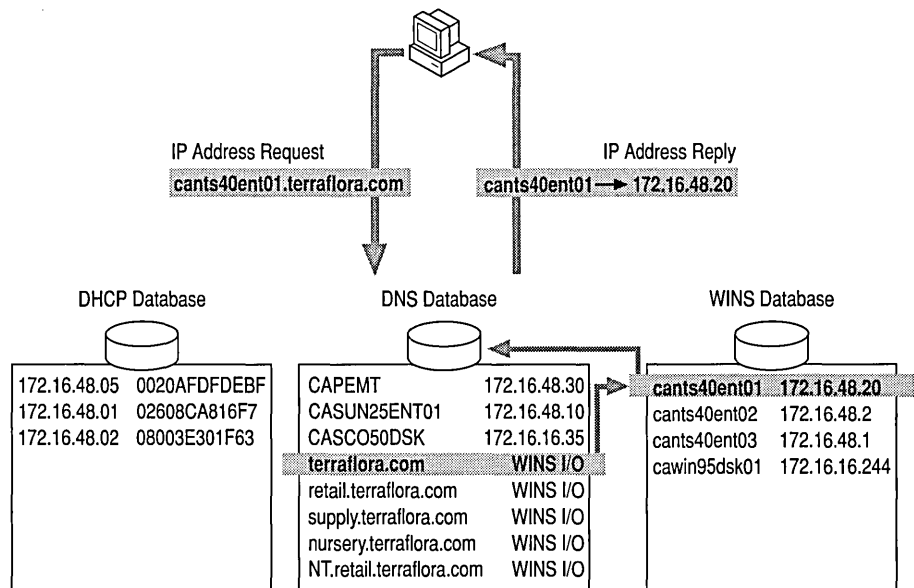 IP Address Request
cants40ent01.terraflora.com
IP Address Reply
cants40ent01 → 172.16.48.20
DHCP Database
172.16.48.05 0020AFDFDEBF
172.16.48.01 02608CA816F7
172.16.48.02 08003E301F63
DNS Database
CAPEMT 172.16.48.30
CASUN25ENT01 172.16.48.10
CASCO50DSK 172.16.16.35
terraflora.com WINS I/O
retail.terraflora.com WINS I/O
supply.terraflora.com WINS I/O
nursery.terraflora.com WINS I/O
NT.retail.terraflora.com WINS I/O
WINS Database
cants40ent01 172.16.48.20
cants40ent02 172.16.48.2
cants40ent03 172.16.48.1
cawin95dsk01 172.16.16.244